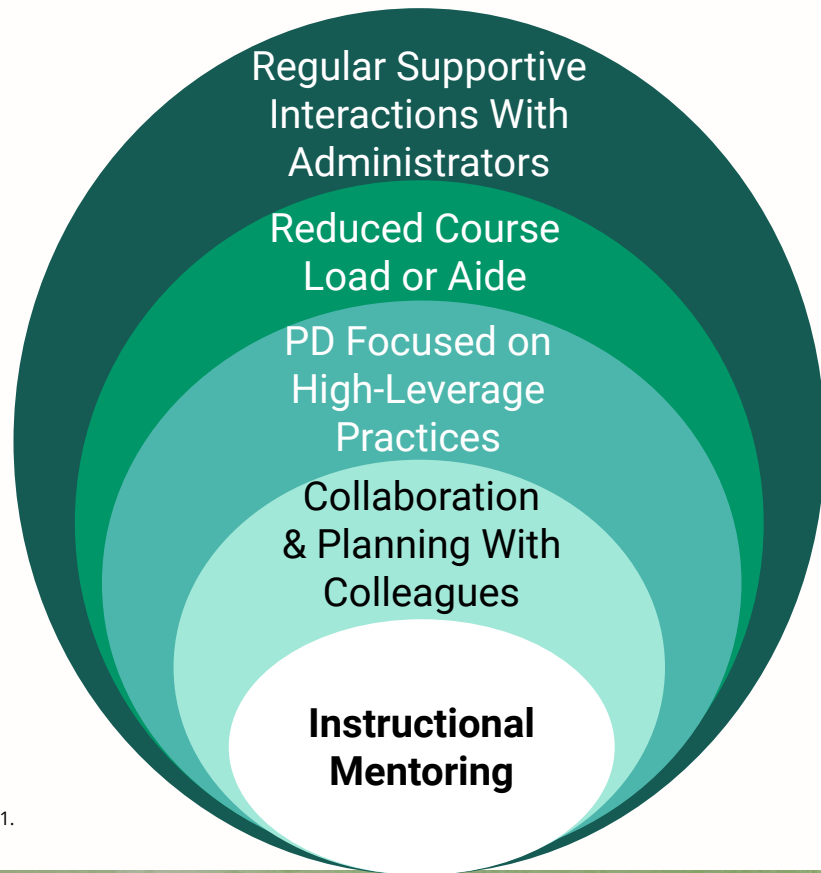 Regular Supportive
Interactions With
Administrators
Reduced Course
Load or Aide
PD Focused on
High-Leverage
Practices
Collaboration
& Planning With
Colleagues
Instructional
Mentoring
1.